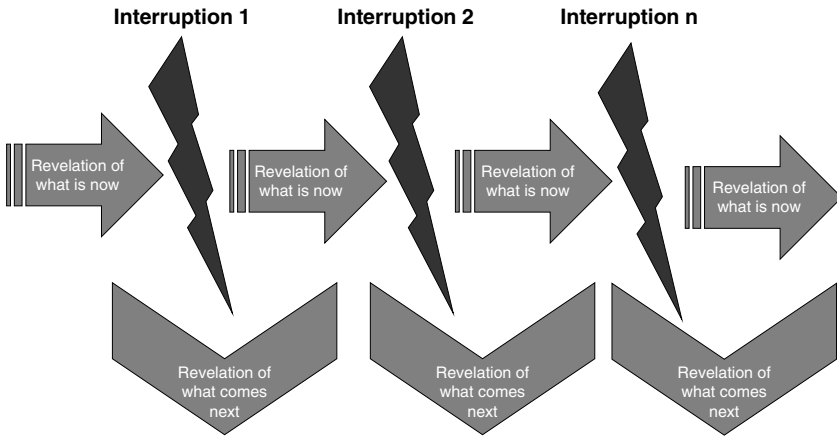 Interruption 1
Interruption 2
Interruption n
Revelation of
what is now
Revelation of
what is now
Revelation of
what is now
Revelation of
what is now
Revelation of
what comes
next
Revelation of
what comes
next
Revelation of
what comes
next